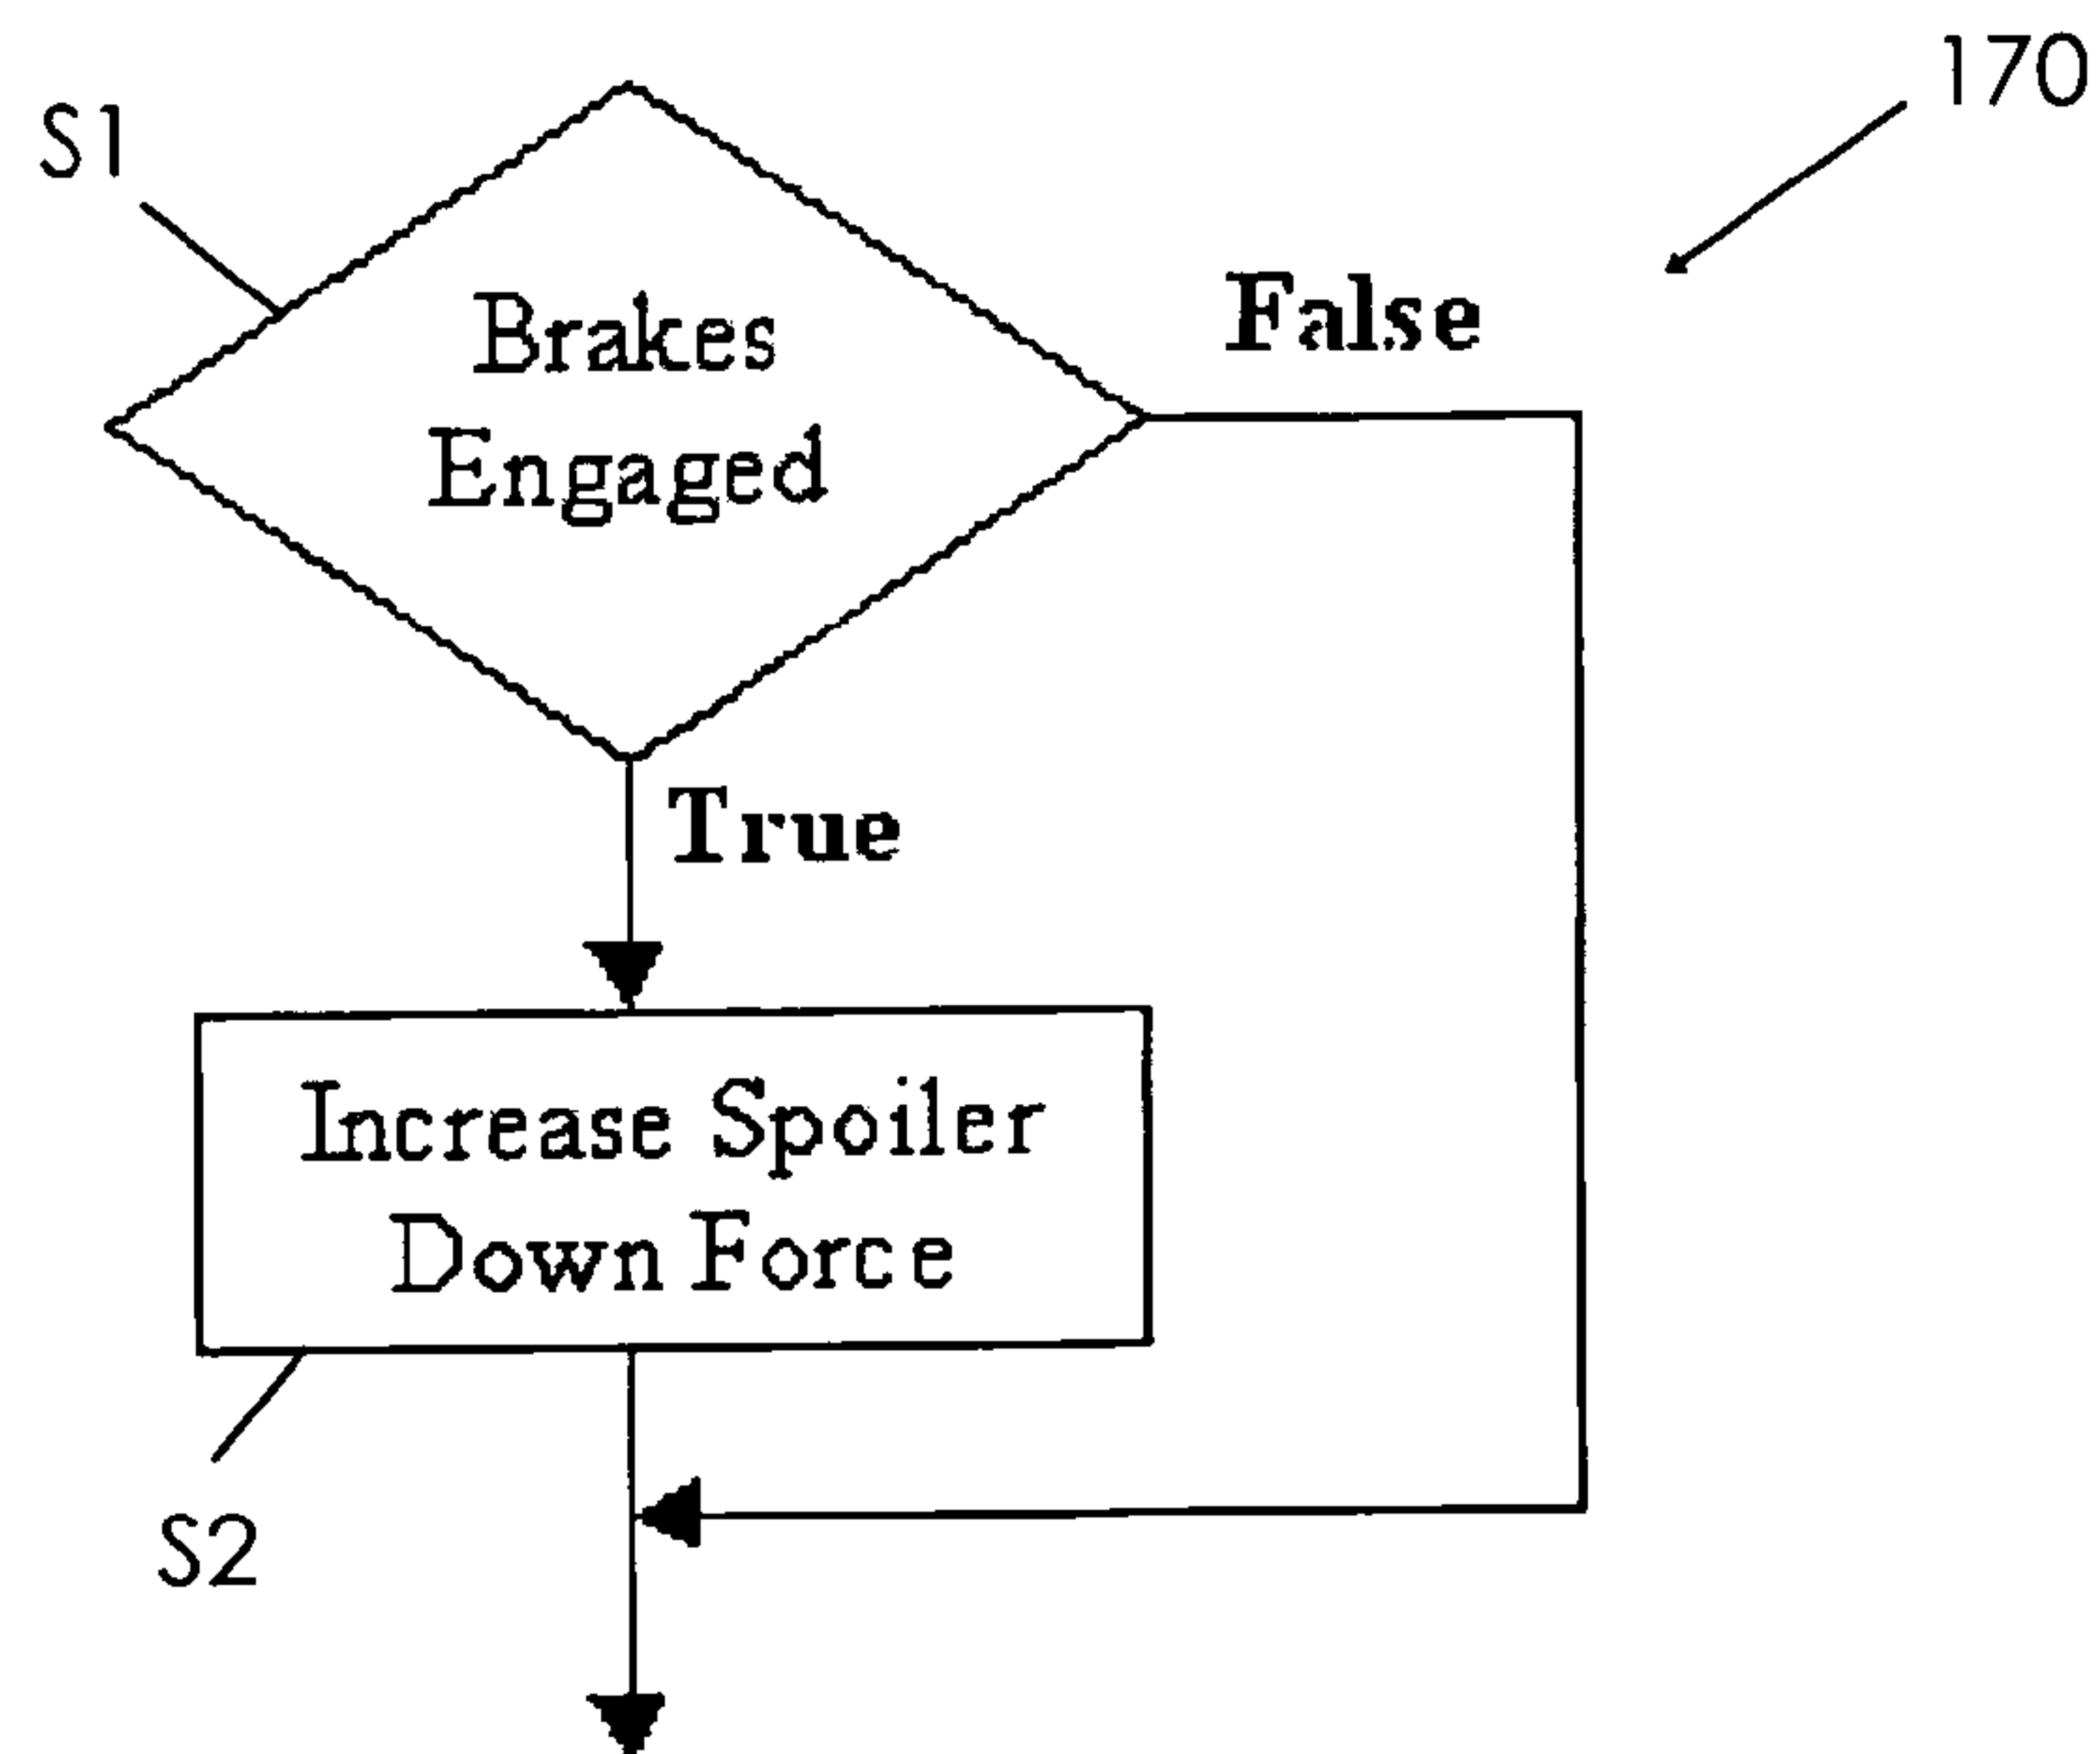 170
S1
False
Brakes
Engaged
True
Increase Spoiler
Down Force
S2